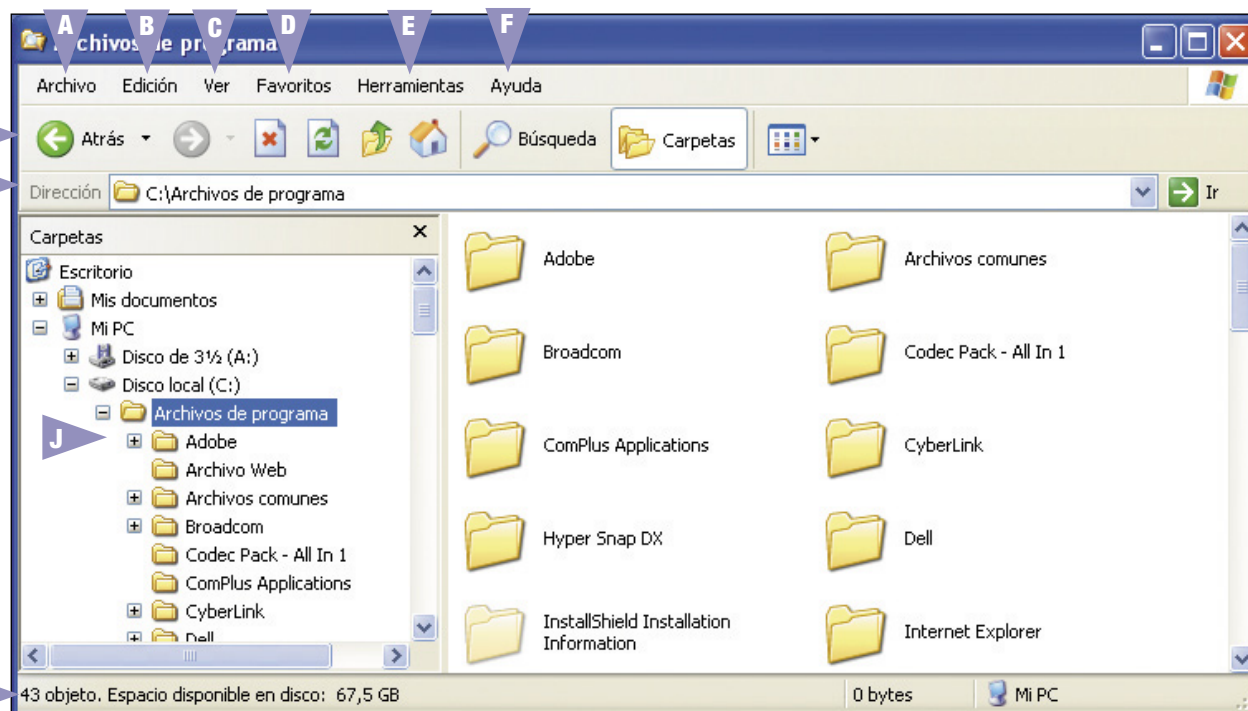 A B C D E F
Archivos de programa
Archivo Edición Ver Favoritos Herramientas Ayuda
Atrás Búsqueda Carpetas
Dirección C:\Archivos de programa Ir
Carpetas
Escritorio
Mis documentos
Mi PC
Disco de 3½ (A:)
Disco local (C:)
Archivos de programa
J
Adobe
Archivo Web
Archivos comunes
Broadcom
Codec Pack - All In 1
ComPlus Applications
CyberLink
Dell
Adobe Archivos comunes
Broadcom Codec Pack - All In 1
ComPlus Applications CyberLink
Hyper Snap DX Dell
InstallShield Installation
Information
Internet Explorer
43 objeto. Espacio disponible en disco: 67,5 GB 0 bytes Mi PC